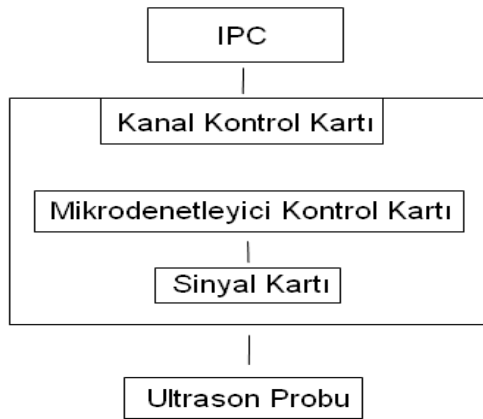 IPC
Kanal Kontrol Kartı
Mikrodenetleyici Kontrol Kartı
Sinyal Kartı
Ultrason Probu